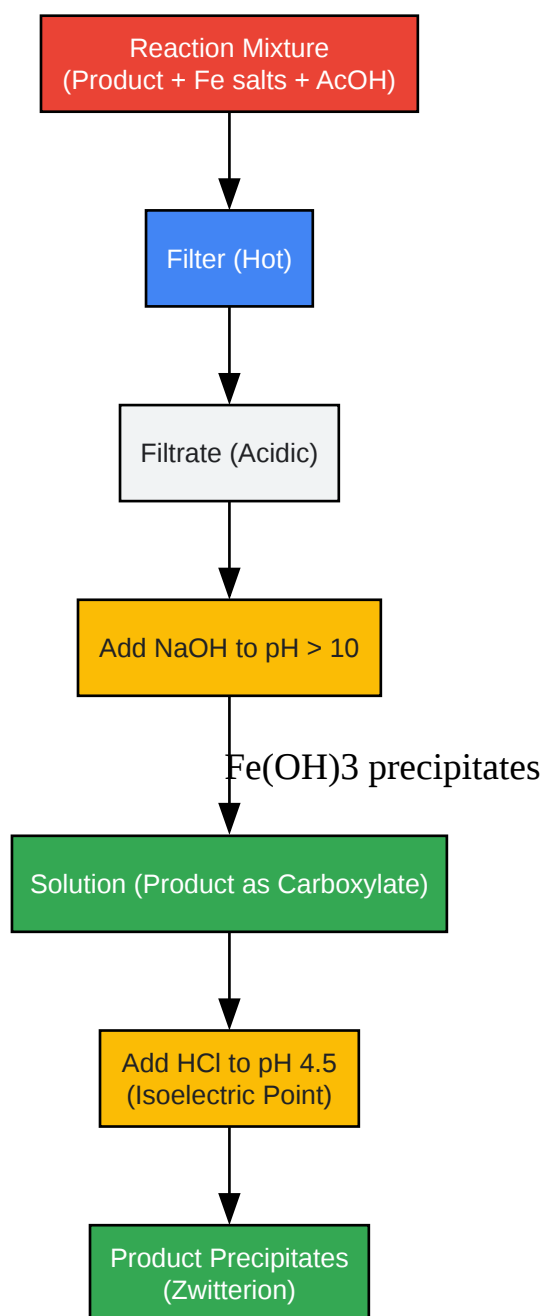 Reaction Mixture
(Product + Fe salts + AcOH)
Filter (Hot)
Filtrate (Acidic)
Add NaOH to pH > 10
Fe(OH)3 precipitates
Solution (Product as Carboxylate)
Add HCl to pH 4.5
(Isoelectric Point)
Product Precipitates
(Zwitterion)